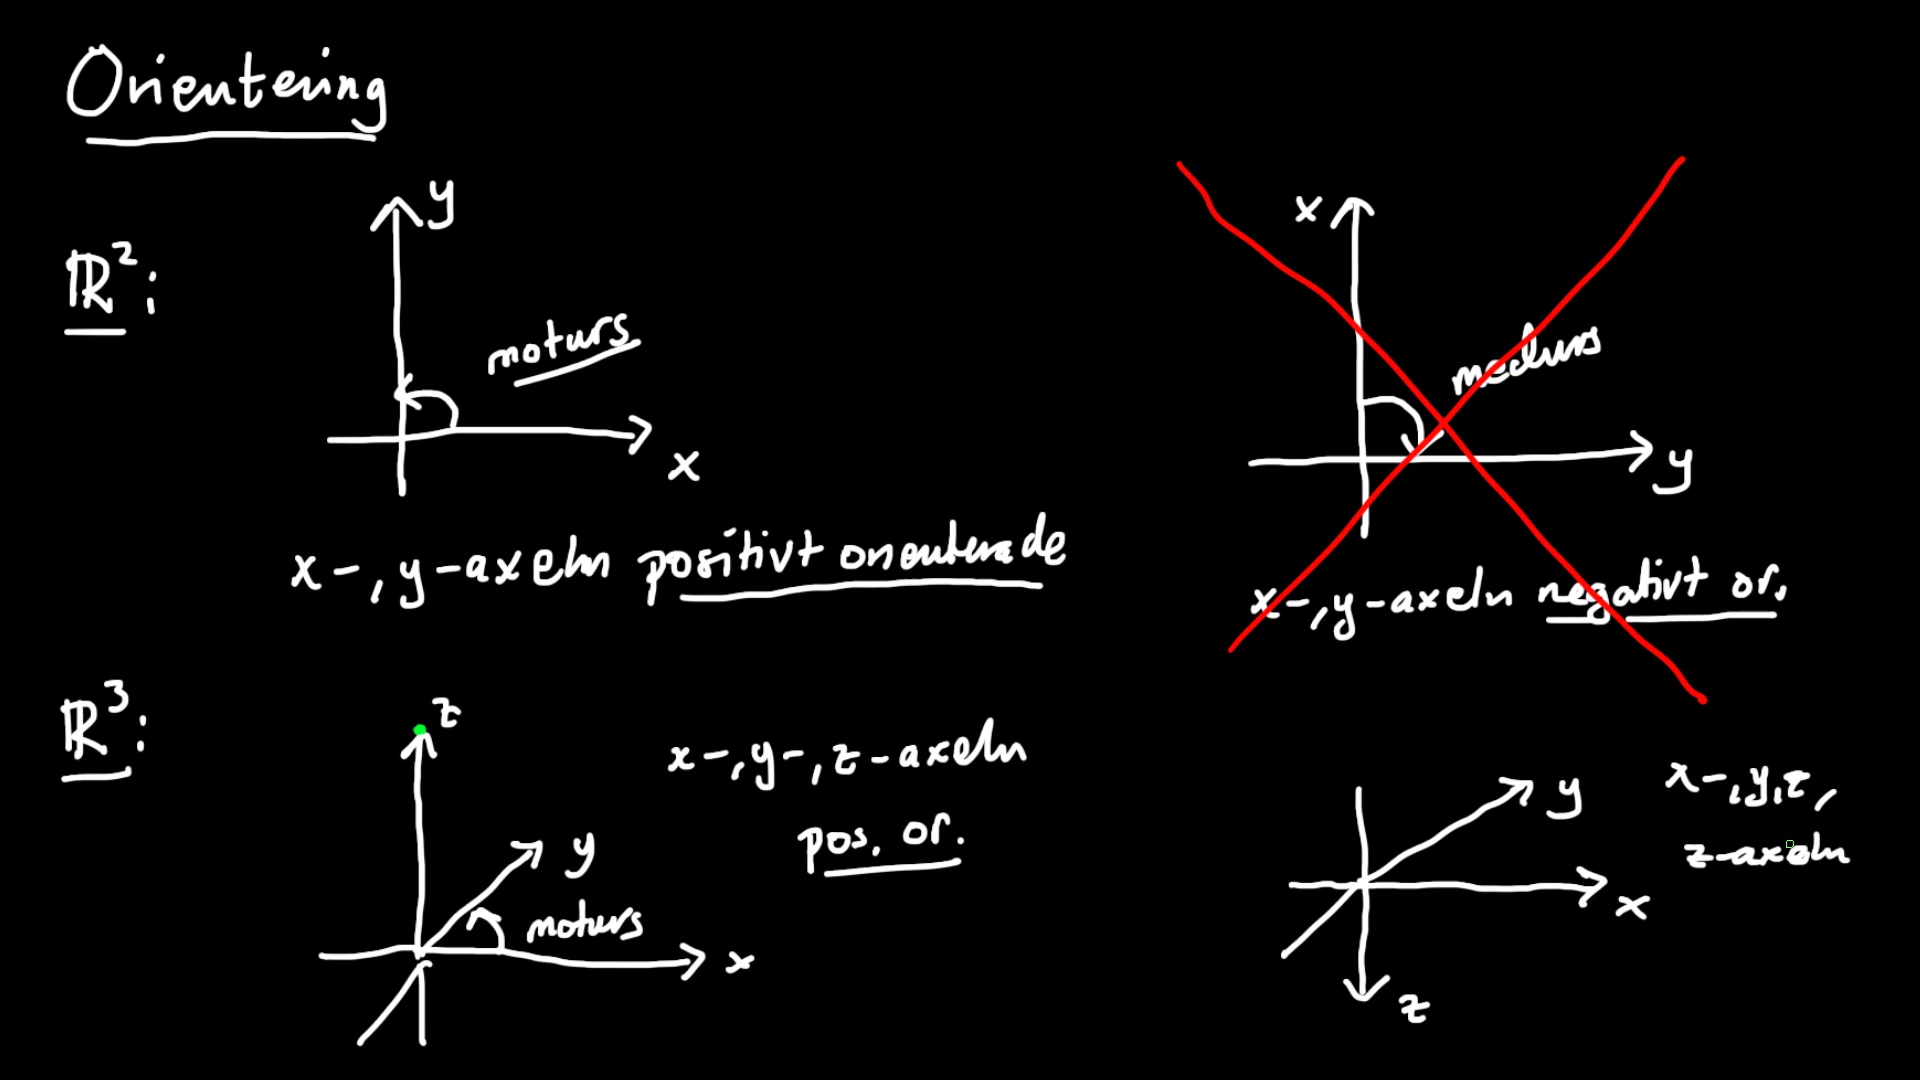 Orientering
R²:
y
moturs
x
x-, y-axeln positivt orienterade
x
medurs
y
x-, y-axeln negativt or.
R³:
z
y
moturs
x
x-, y-, z-axeln
pos. or.
y
x
z
x-, y, z,
z-axeln